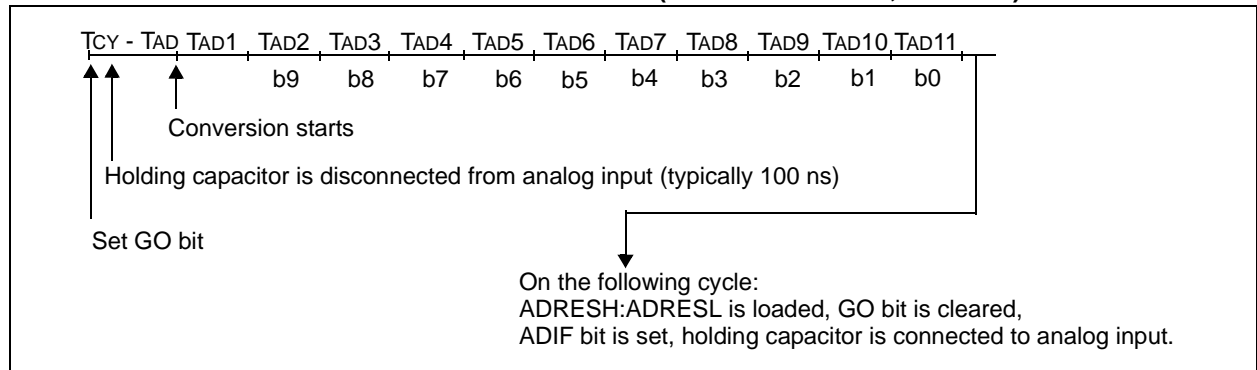 TCY - TAD TAD1 TAD2 TAD3 TAD4 TAD5 TAD6 TAD7 TAD8 TAD9 TAD10 TAD11
b9 b8 b7 b6 b5 b4 b3 b2 b1 b0
Conversion starts
Holding capacitor is disconnected from analog input (typically 100 ns)
Set GO bit
On the following cycle:
ADRESH:ADRESL is loaded, GO bit is cleared,
ADIF bit is set, holding capacitor is connected to analog input.